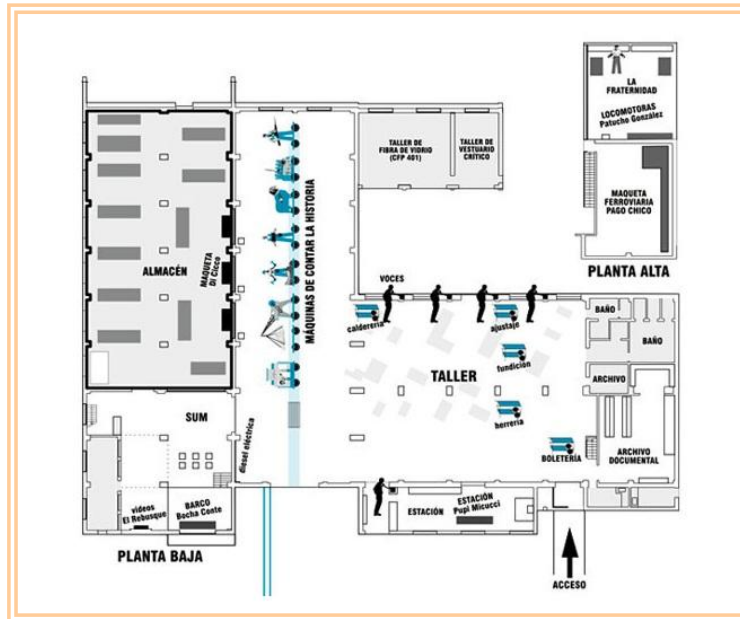 LA
FRATERNIDAD
LOCOMOTORAS
Patucho González
MAQUETA
FERROVIARIA
PAGO CHICO
PLANTA ALTA
TALLER DE
FIBRA DE VIDRIO
(CFP 401)
TALLER DE
VESTUARIO
CRÍTICO
ALMACÉN
MAQUETA
Di Cicco
MÁQUINAS DE CONTAR LA HISTORIA
VOCES
calderería
ajustaje
fundición
TALLER
herrería
BOLETERÍA
BAÑO
BAÑO
ARCHIVO
ARCHIVO
DOCUMENTAL
SUM
diesel eléctrica
videos
El Rebusque
BARCO
Bocha Conte
ESTACIÓN
ESTACIÓN
Pupi Micucci
PLANTA BAJA
ACCESO